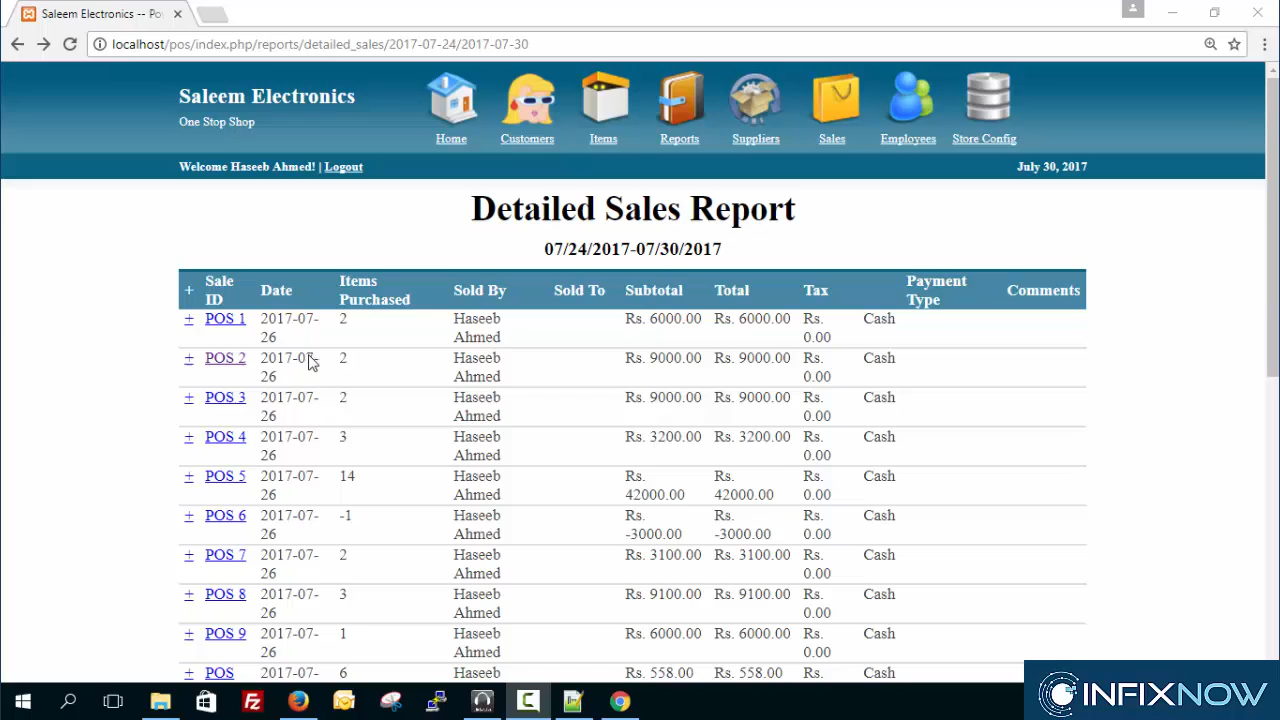 Saleem Electronics -- Po
localhost/pos/index.php/reports/detailed_sales/2017-07-24/2017-07-30
Saleem Electronics
One Stop Shop
Home Customers Items Reports Suppliers Sales Employees Store Config
Welcome Haseeb Ahmed! | Logout July 30, 2017
Detailed Sales Report
07/24/2017-07/30/2017
+ Sale ID Date Items Purchased Sold By Sold To Subtotal Total Tax Payment Type Comments
+ POS 1 2017-07-26 2 Haseeb Ahmed Rs. 6000.00 Rs. 6000.00 Rs. 0.00 Cash
+ POS 2 2017-07-26 2 Haseeb Ahmed Rs. 9000.00 Rs. 9000.00 Rs. 0.00 Cash
+ POS 3 2017-07-26 2 Haseeb Ahmed Rs. 9000.00 Rs. 9000.00 Rs. 0.00 Cash
+ POS 4 2017-07-26 3 Haseeb Ahmed Rs. 3200.00 Rs. 3200.00 Rs. 0.00 Cash
+ POS 5 2017-07-26 14 Haseeb Ahmed Rs. 42000.00 Rs. 42000.00 Rs. 0.00 Cash
+ POS 6 2017-07-26 -1 Haseeb Ahmed Rs. -3000.00 Rs. -3000.00 Rs. 0.00 Cash
+ POS 7 2017-07-26 2 Haseeb Ahmed Rs. 3100.00 Rs. 3100.00 Rs. 0.00 Cash
+ POS 8 2017-07-26 3 Haseeb Ahmed Rs. 9100.00 Rs. 9100.00 Rs. 0.00 Cash
+ POS 9 2017-07-26 1 Haseeb Ahmed Rs. 6000.00 Rs. 6000.00 Rs. 0.00 Cash
+ POS 2017-07- 6 Haseeb Rs. 558.00 Rs. 558.00 Rs. Cash
INFIXNOW